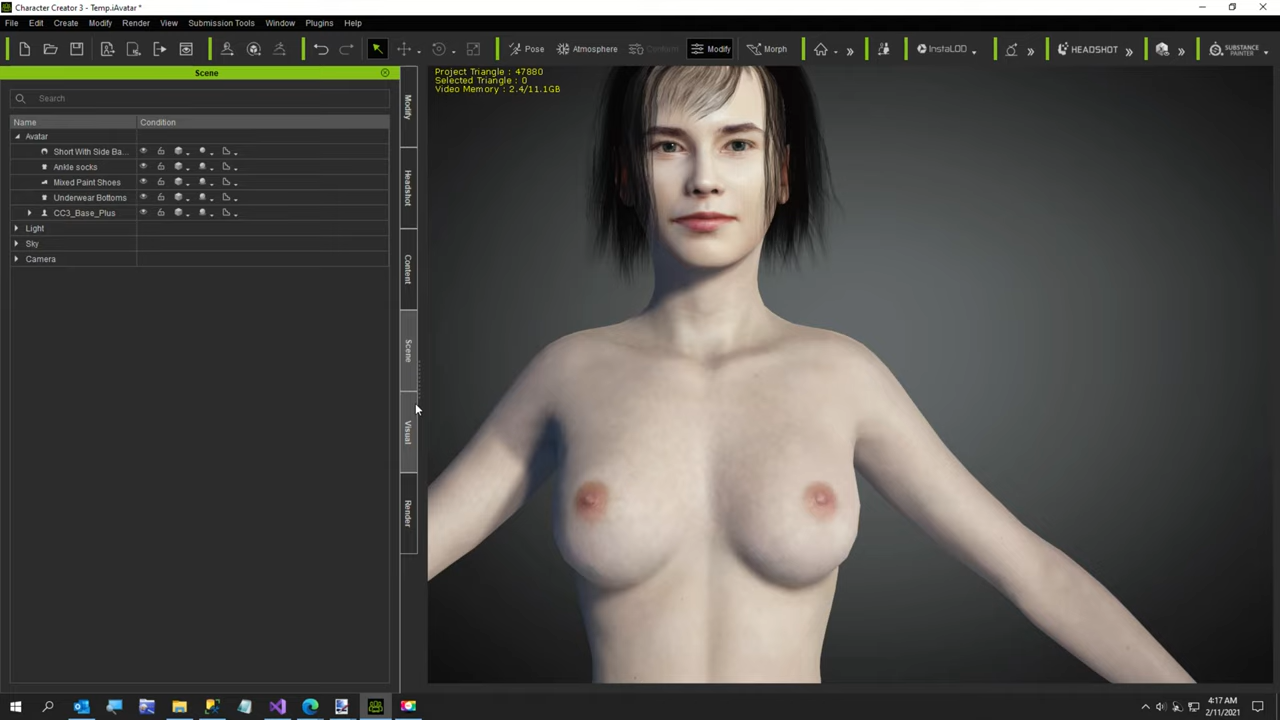 Character Creator 3 - Temp.iAvatar *
File Edit Create Modify Render View Submission Tools Window Plugins Help
Pose Atmosphere Conform Modify Morph » InstaLOD » HEADSHOT » » SUBSTANCE PAINTER »
Scene
Search
Name Condition
Avatar
Short With Side Ba...
Ankle socks
Mixed Paint Shoes
Underwear Bottoms
CC3_Base_Plus
Light
Sky
Camera
Modify
Headshot
Content
Scene
Visual
Render
Project Triangle : 47880
Selected Triangle : 0
Video Memory : 2.4/11.1GB
4:17 AM
2/11/2021